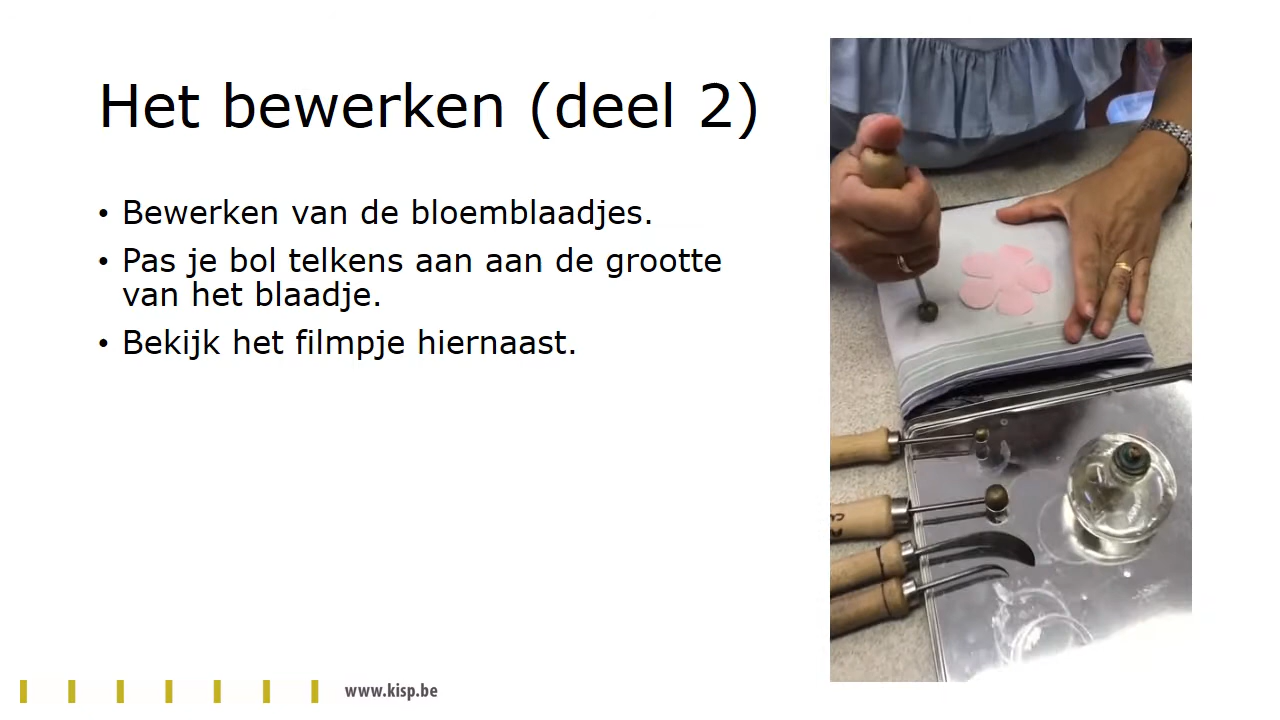 Het bewerken (deel 2)
• Bewerken van de bloemblaadjes.
• Pas je bol telkens aan aan de grootte
van het blaadje.
• Bekijk het filmpje hiernaast.
www.kisp.be